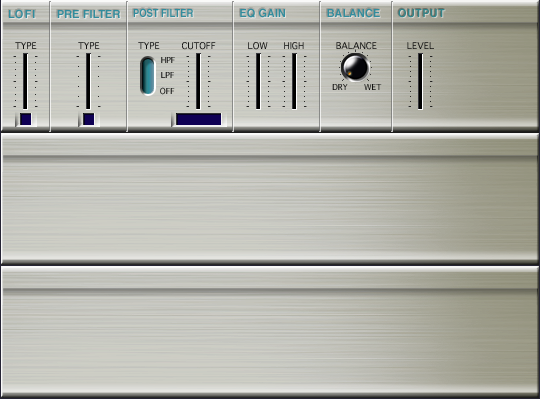 LOFI PRE FILTER POST FILTER EQ GAIN BALANCE OUTPUT
TYPE TYPE TYPE CUTOFF LOW HIGH BALANCE LEVEL
HPF
LPF
OFF
DRY WET